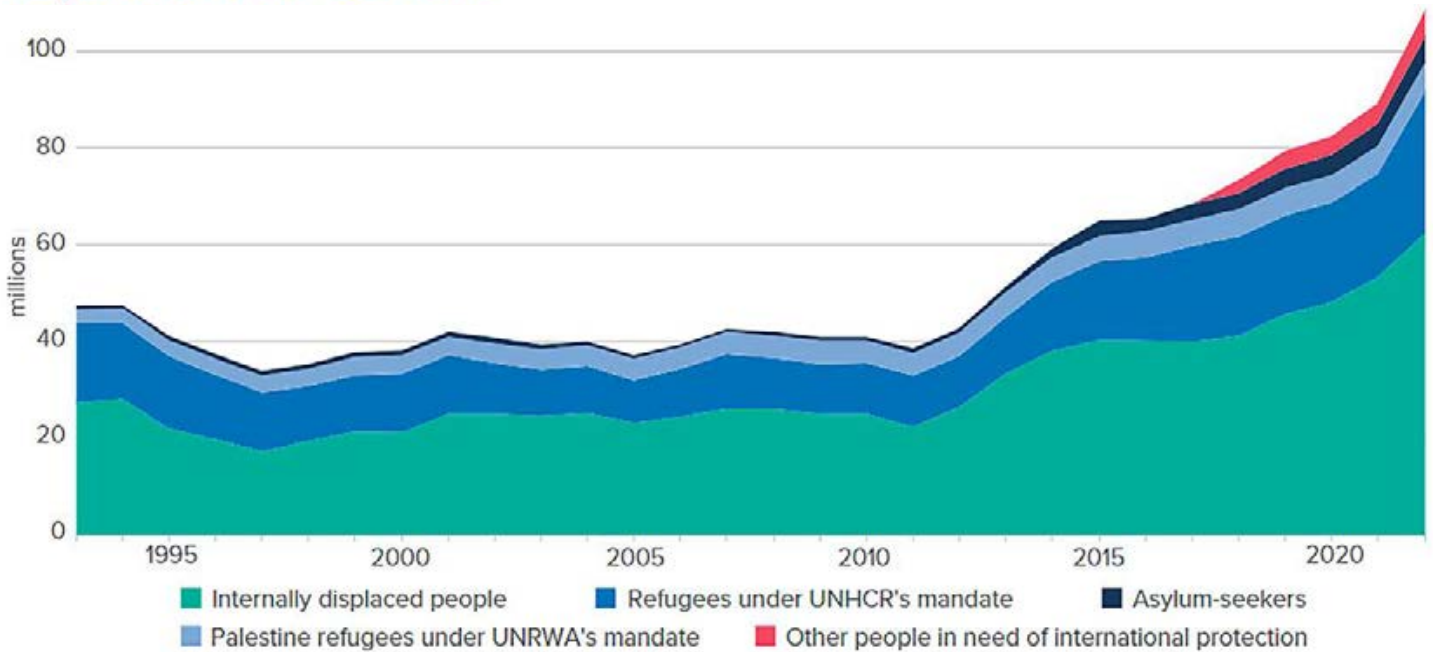 100
80
60
40
20
0
millions
1995 2000 2005 2010 2015 2020
Internally displaced people Refugees under UNHCR's mandate Asylum-seekers
Palestine refugees under UNRWA's mandate Other people in need of international protection